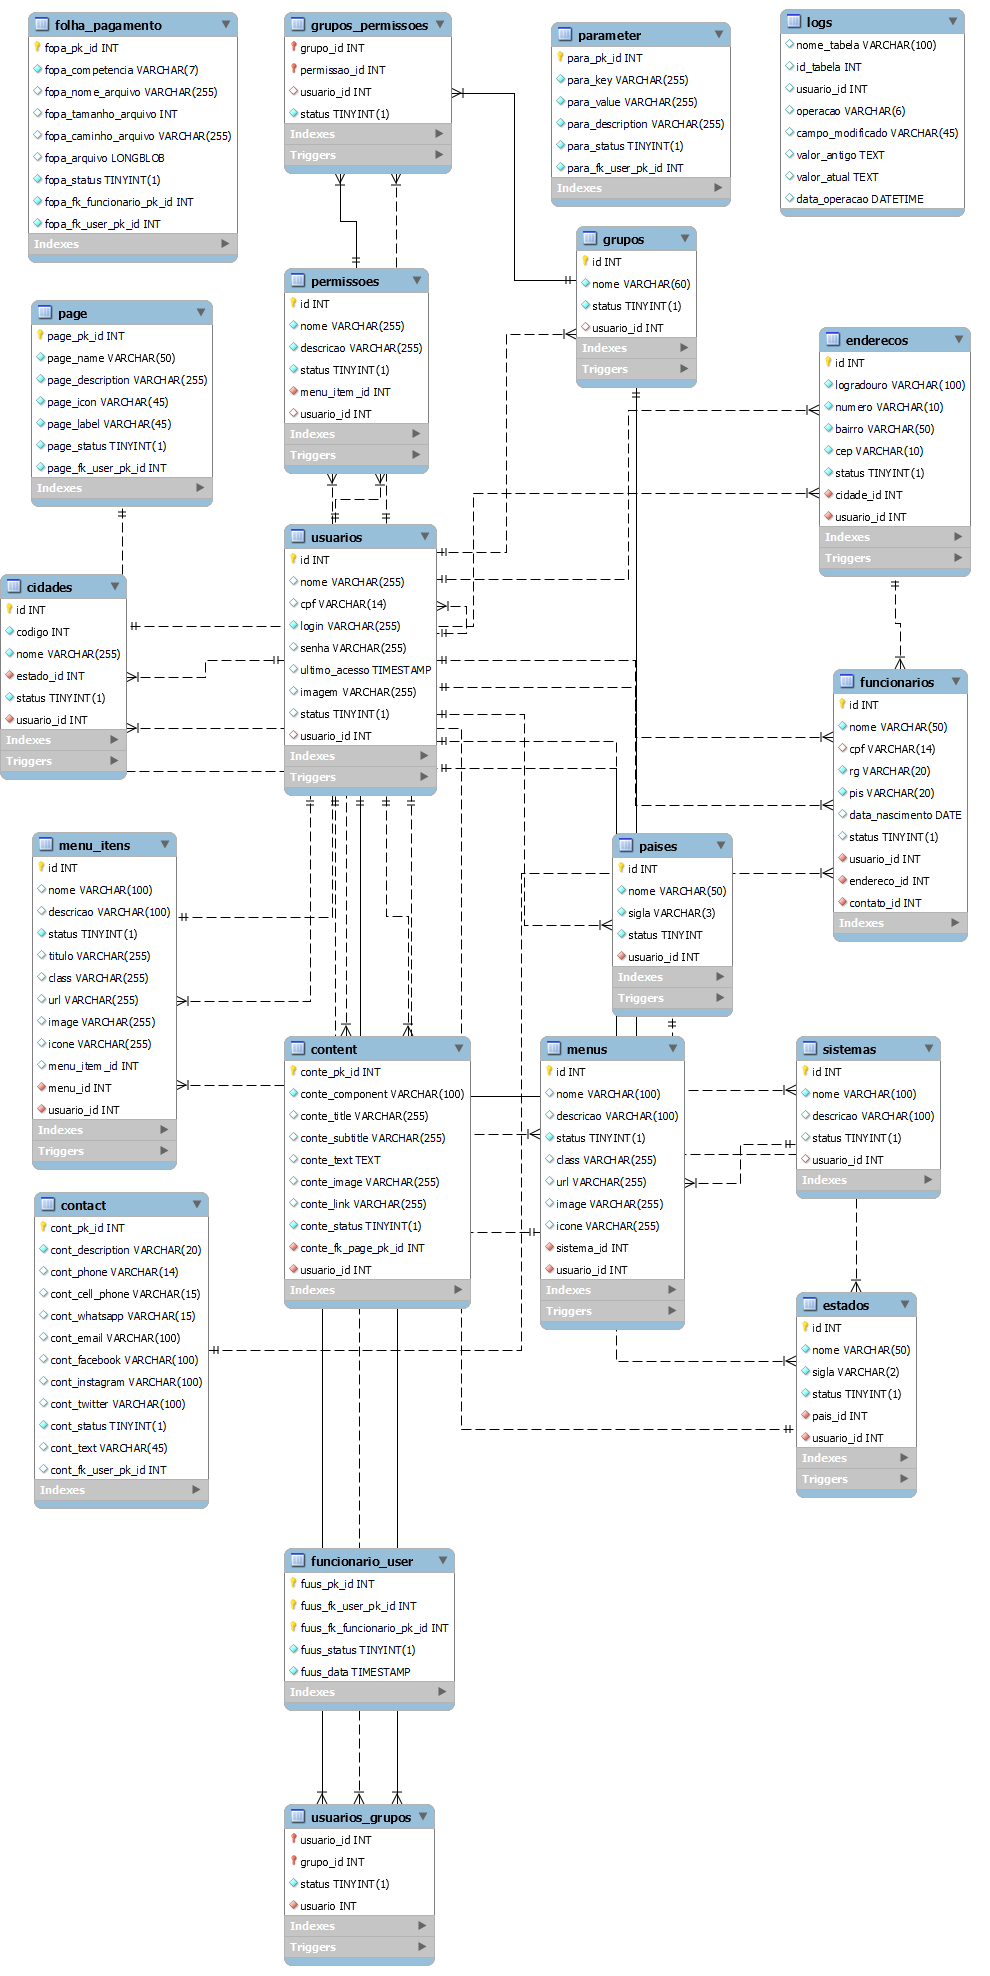 folha_pagamento
fopa_pk_id INT
fopa_competencia VARCHAR(7)
fopa_nome_arquivo VARCHAR(255)
fopa_tamanho_arquivo INT
fopa_caminho_arquivo VARCHAR(255)
fopa_arquivo LONGBLOB
fopa_status TINYINT(1)
fopa_fk_funcionario_pk_id INT
fopa_fk_user_pk_id INT
Indexes
grupos_permissoes
grupo_id INT
permissao_id INT
usuario_id INT
status TINYINT(1)
Indexes
Triggers
parameter
para_pk_id INT
para_key VARCHAR(255)
para_value VARCHAR(255)
para_description VARCHAR(255)
para_status TINYINT(1)
para_fk_user_pk_id INT
Indexes
logs
nome_tabela VARCHAR(100)
id_tabela INT
usuario_id INT
operacao VARCHAR(6)
campo_modificado VARCHAR(45)
valor_antigo TEXT
valor_atual TEXT
data_operacao DATETIME
grupos
id INT
nome VARCHAR(60)
status TINYINT(1)
usuario_id INT
Indexes
Triggers
permissoes
id INT
nome VARCHAR(255)
descricao VARCHAR(255)
status TINYINT(1)
menu_item_id INT
usuario_id INT
Indexes
Triggers
page
page_pk_id INT
page_name VARCHAR(50)
page_description VARCHAR(255)
page_icon VARCHAR(45)
page_label VARCHAR(45)
page_status TINYINT(1)
page_fk_user_pk_id INT
Indexes
enderecos
id INT
logradouro VARCHAR(100)
numero VARCHAR(10)
bairro VARCHAR(50)
cep VARCHAR(10)
status TINYINT(1)
cidade_id INT
usuario_id INT
Indexes
Triggers
usuarios
id INT
nome VARCHAR(255)
cpf VARCHAR(14)
login VARCHAR(255)
senha VARCHAR(255)
ultimo_acesso TIMESTAMP
imagem VARCHAR(255)
status TINYINT(1)
usuario_id INT
Indexes
Triggers
cidades
id INT
codigo INT
nome VARCHAR(255)
estado_id INT
status TINYINT(1)
usuario_id INT
Indexes
Triggers
funcionarios
id INT
nome VARCHAR(50)
cpf VARCHAR(14)
rg VARCHAR(20)
pis VARCHAR(20)
data_nascimento DATE
status TINYINT(1)
usuario_id INT
endereco_id INT
contato_id INT
Indexes
menu_itens
id INT
nome VARCHAR(100)
descricao VARCHAR(100)
status TINYINT(1)
titulo VARCHAR(255)
class VARCHAR(255)
url VARCHAR(255)
image VARCHAR(255)
icone VARCHAR(255)
menu_item_id INT
menu_id INT
usuario_id INT
Indexes
Triggers
paises
id INT
nome VARCHAR(50)
sigla VARCHAR(3)
status TINYINT
usuario_id INT
Indexes
Triggers
content
conte_pk_id INT
conte_component VARCHAR(100)
conte_title VARCHAR(255)
conte_subtitle VARCHAR(255)
conte_text TEXT
conte_image VARCHAR(255)
conte_link VARCHAR(255)
conte_status TINYINT(1)
conte_fk_page_pk_id INT
usuario_id INT
Indexes
menus
id INT
nome VARCHAR(100)
descricao VARCHAR(100)
status TINYINT(1)
class VARCHAR(255)
url VARCHAR(255)
image VARCHAR(255)
icone VARCHAR(255)
sistema_id INT
usuario_id INT
Indexes
Triggers
sistemas
id INT
nome VARCHAR(100)
descricao VARCHAR(100)
status TINYINT(1)
usuario_id INT
Indexes
contact
cont_pk_id INT
cont_description VARCHAR(20)
cont_phone VARCHAR(14)
cont_cell_phone VARCHAR(15)
cont_whatsapp VARCHAR(15)
cont_email VARCHAR(100)
cont_facebook VARCHAR(100)
cont_instagram VARCHAR(100)
cont_twitter VARCHAR(100)
cont_status TINYINT(1)
cont_text VARCHAR(45)
cont_fk_user_pk_id INT
Indexes
estados
id INT
nome VARCHAR(50)
sigla VARCHAR(2)
status TINYINT(1)
pais_id INT
usuario_id INT
Indexes
Triggers
funcionario_user
fuus_pk_id INT
fuus_fk_user_pk_id INT
fuus_fk_funcionario_pk_id INT
fuus_status TINYINT(1)
fuus_data TIMESTAMP
Indexes
usuarios_grupos
usuario_id INT
grupo_id INT
status TINYINT(1)
usuario INT
Indexes
Triggers